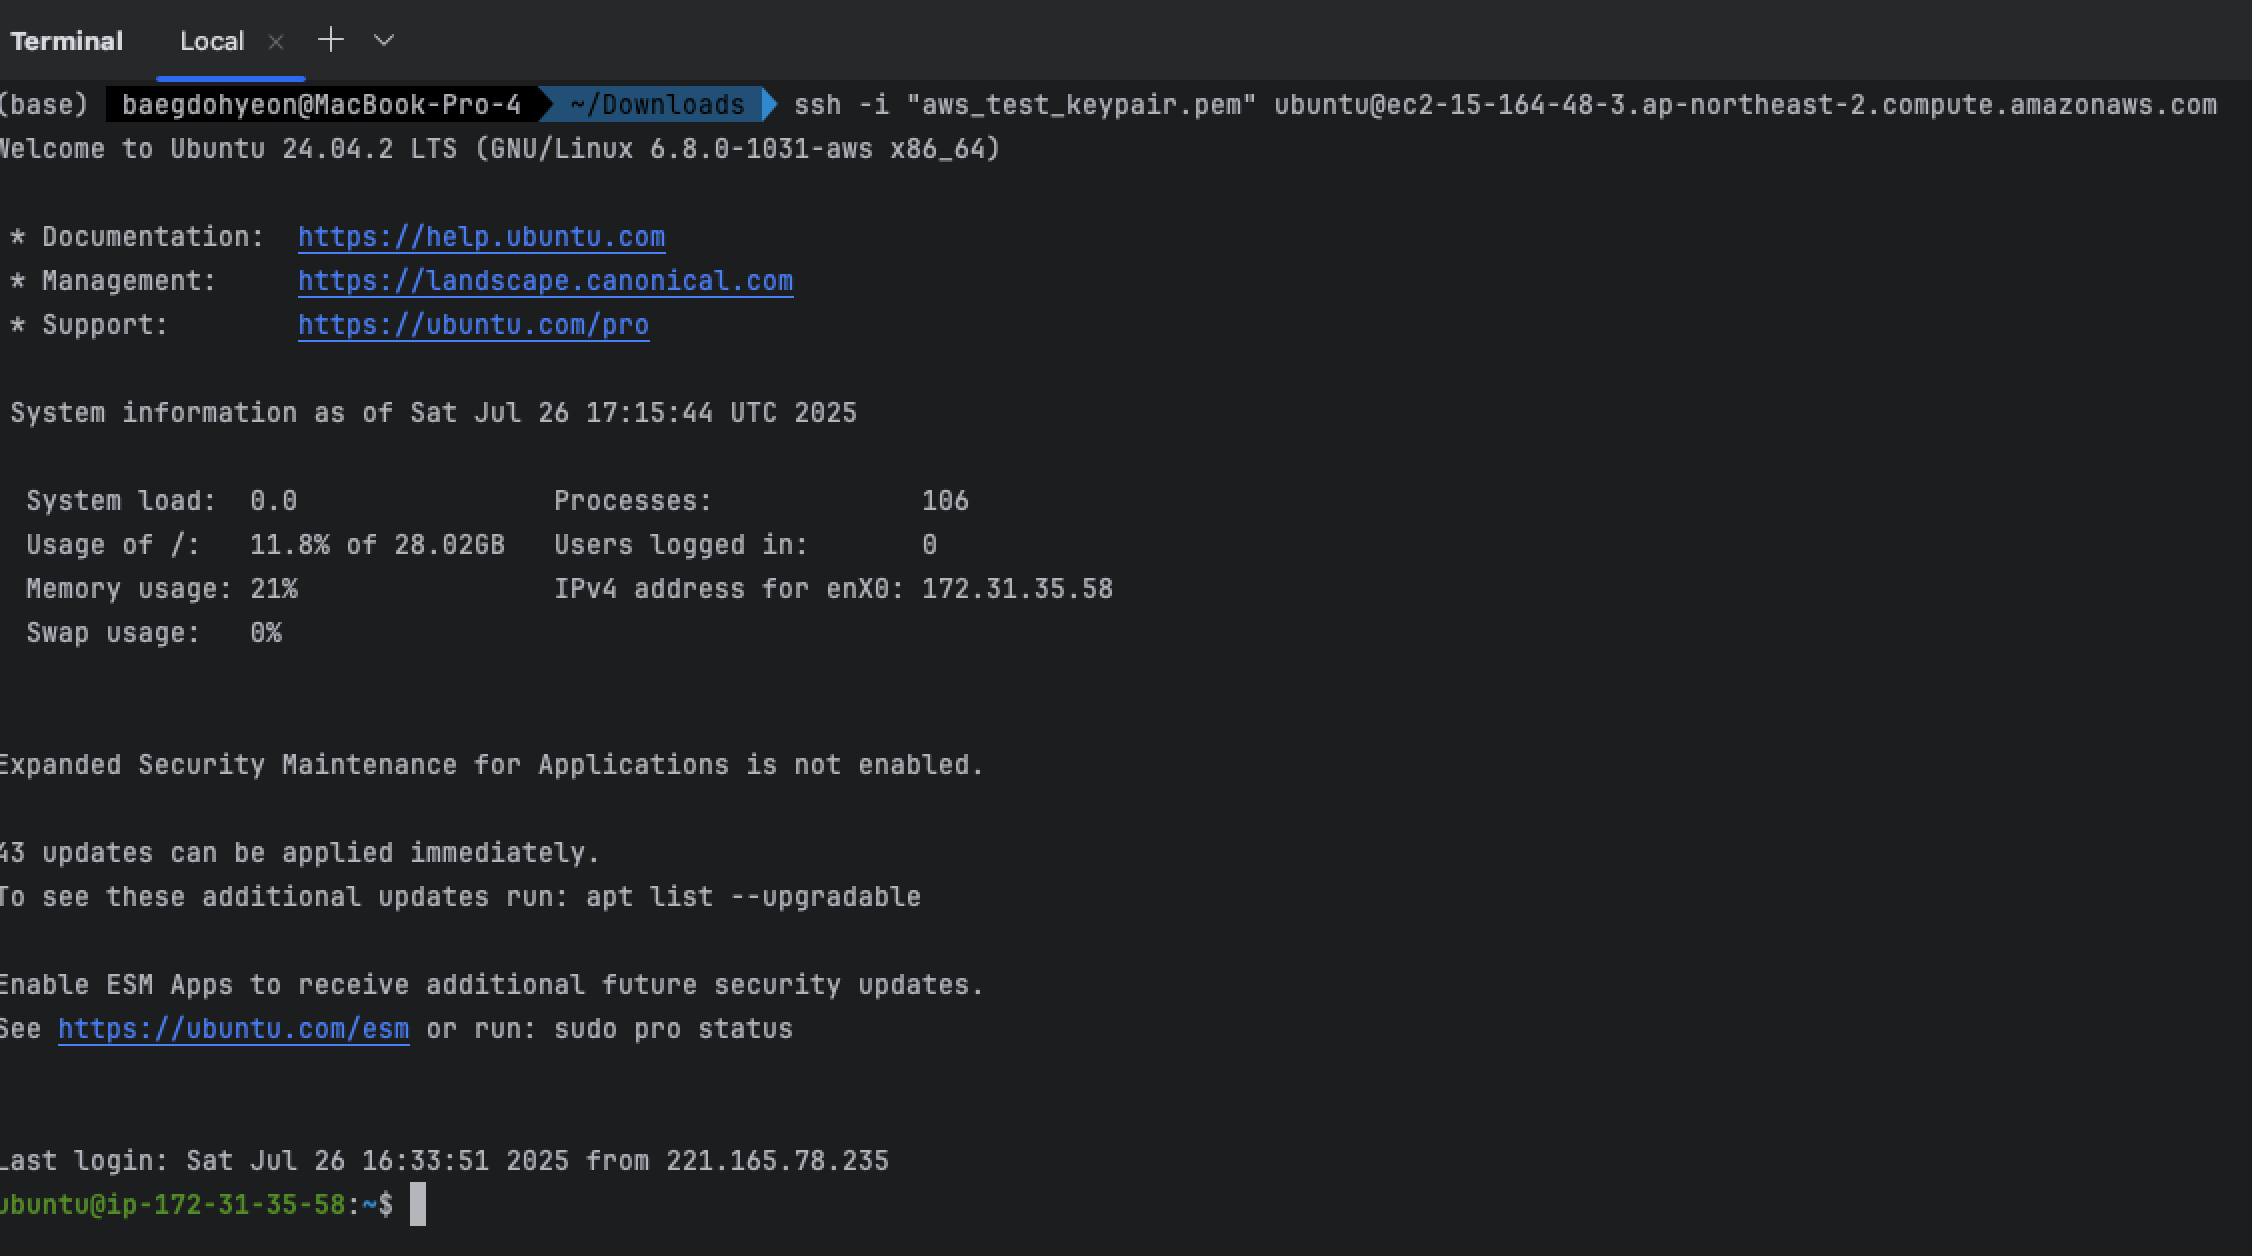 Terminal Local × + 
(base) baegdohyeon@MacBook-Pro-4 ~/Downloads ssh -i "aws_test_keypair.pem" ubuntu@ec2-15-164-48-3.ap-northeast-2.compute.amazonaws.com
Welcome to Ubuntu 24.04.2 LTS (GNU/Linux 6.8.0-1031-aws x86_64)
* Documentation: https://help.ubuntu.com
* Management: https://landscape.canonical.com
* Support: https://ubuntu.com/pro
System information as of Sat Jul 26 17:15:44 UTC 2025
System load: 0.0 Processes: 106
Usage of /: 11.8% of 28.02GB Users logged in: 0
Memory usage: 21% IPv4 address for enX0: 172.31.35.58
Swap usage: 0%
Expanded Security Maintenance for Applications is not enabled.
43 updates can be applied immediately.
To see these additional updates run: apt list --upgradable
Enable ESM Apps to receive additional future security updates.
See https://ubuntu.com/esm or run: sudo pro status
Last login: Sat Jul 26 16:33:51 2025 from 221.165.78.235
ubuntu@ip-172-31-35-58:~$